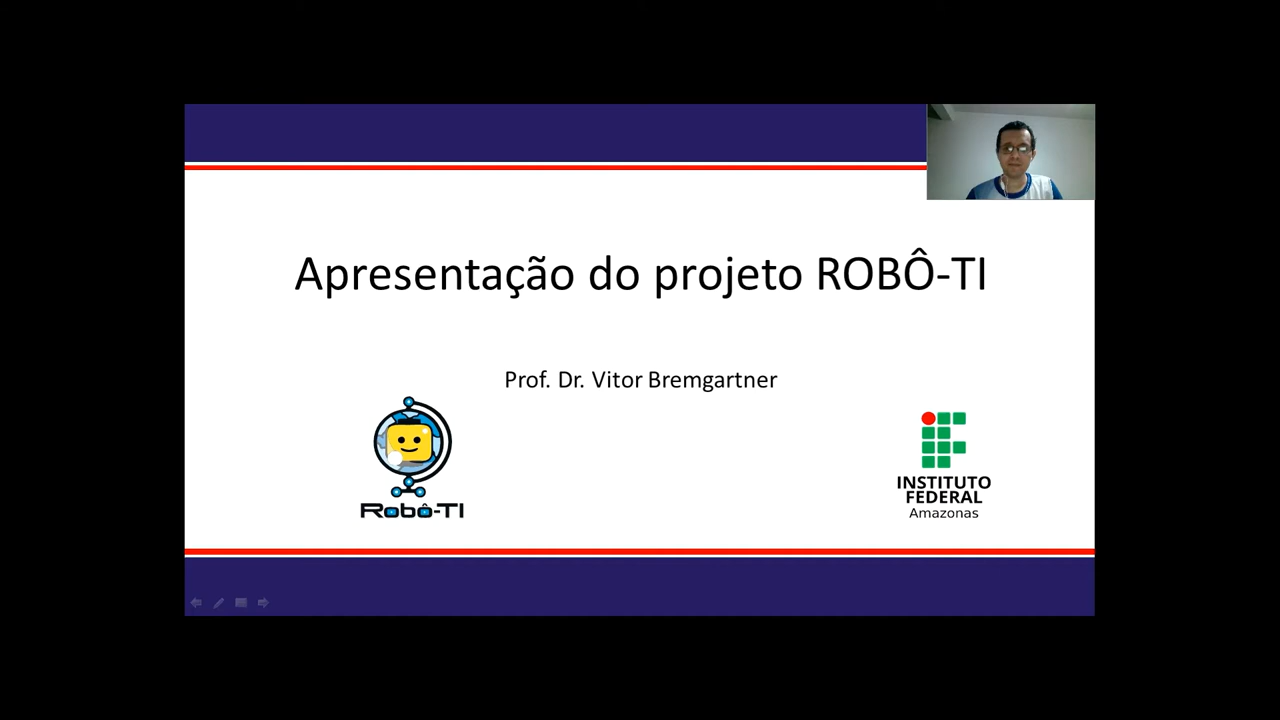 Apresentação do projeto ROBÔ-TI
Prof. Dr. Vitor Bremgartner
Robô-TI
INSTITUTO
FEDERAL
Amazonas